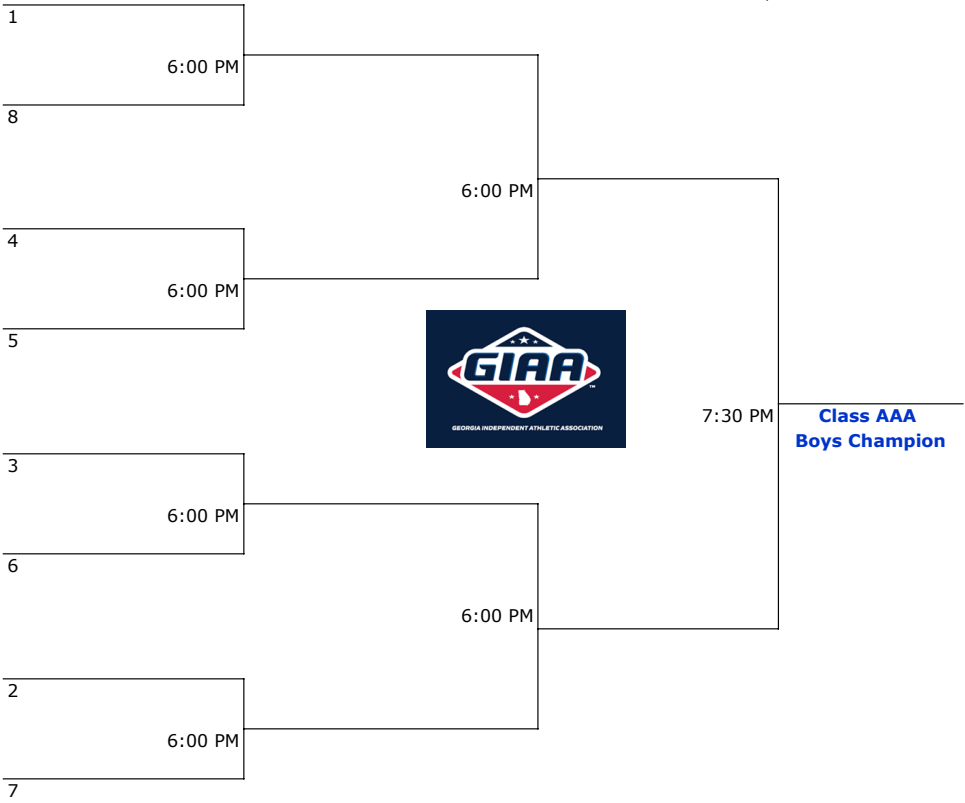 1
6:00 PM
8
6:00 PM
4
6:00 PM
5
GIAA
TM
GEORGIA INDEPENDENT ATHLETIC ASSOCIATION
7:30 PM
Class AAA
Boys Champion
3
6:00 PM
6
6:00 PM
2
6:00 PM
7